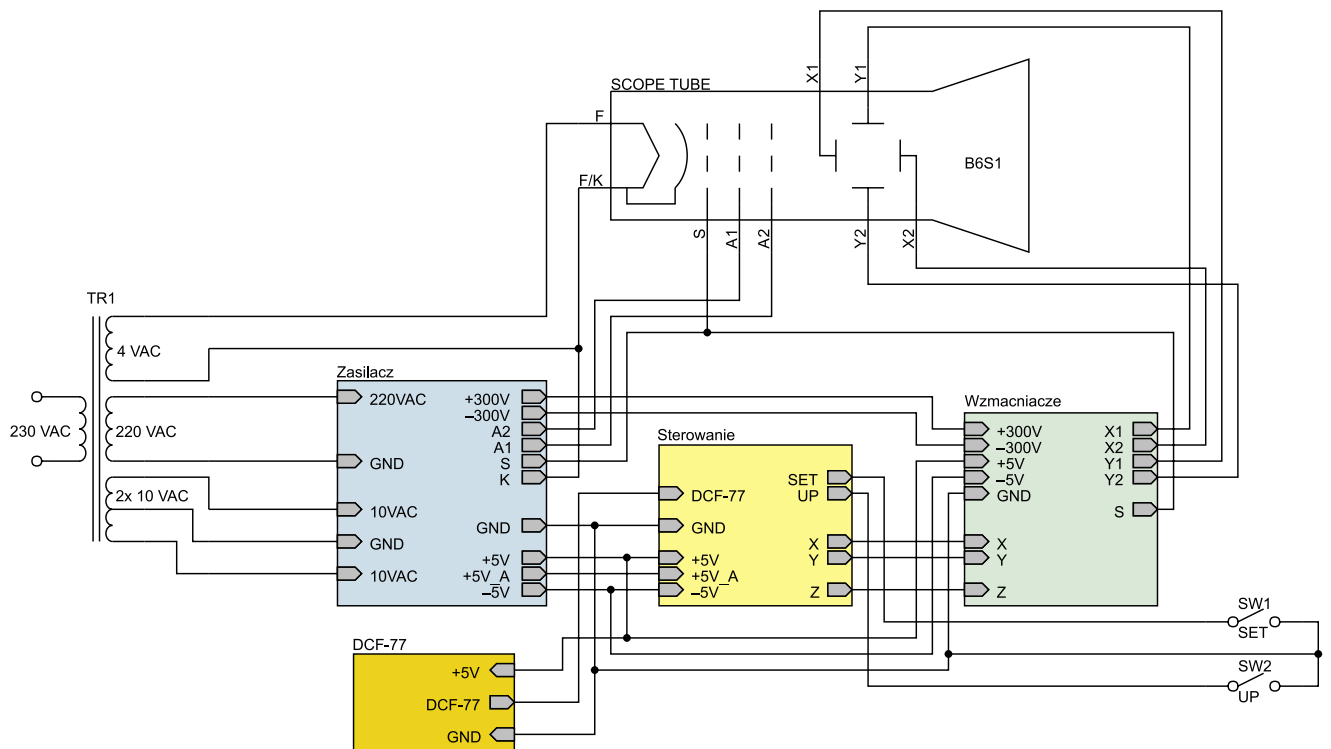 X1
Y1
SCOPE TUBE
F
B6S1
F/K
S
A1
A2
Y2
X2
TR1
4 VAC
230 VAC
220 VAC
2x 10 VAC
Zasilacz
220VAC
GND
10VAC
GND
10VAC
+300V
–300V
A2
A1
S
K
GND
+5V
+5V_A
–5V
Sterowanie
DCF-77
GND
+5V
+5V_A
–5V
SET
UP
X
Y
Z
Wzmacniacze
+300V
–300V
+5V
–5V
GND
X
Y
Z
X1
X2
Y1
Y2
S
SW1
SET
SW2
UP
DCF-77
+5V
DCF-77
GND